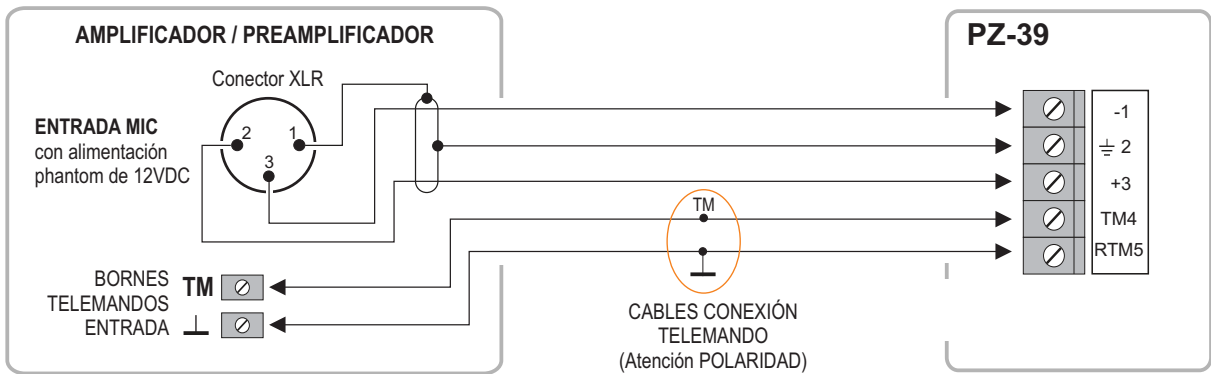 AMPLIFICADOR / PREAMPLIFICADOR
Conector XLR
ENTRADA MIC
con alimentación
phantom de 12VDC
2
1
3
BORNES
TELEMANDOS
ENTRADA
TM
TM
CABLES CONEXIÓN
TELEMANDO
(Atención POLARIDAD)
PZ-39
-1
⏚ 2
+3
TM4
RTM5